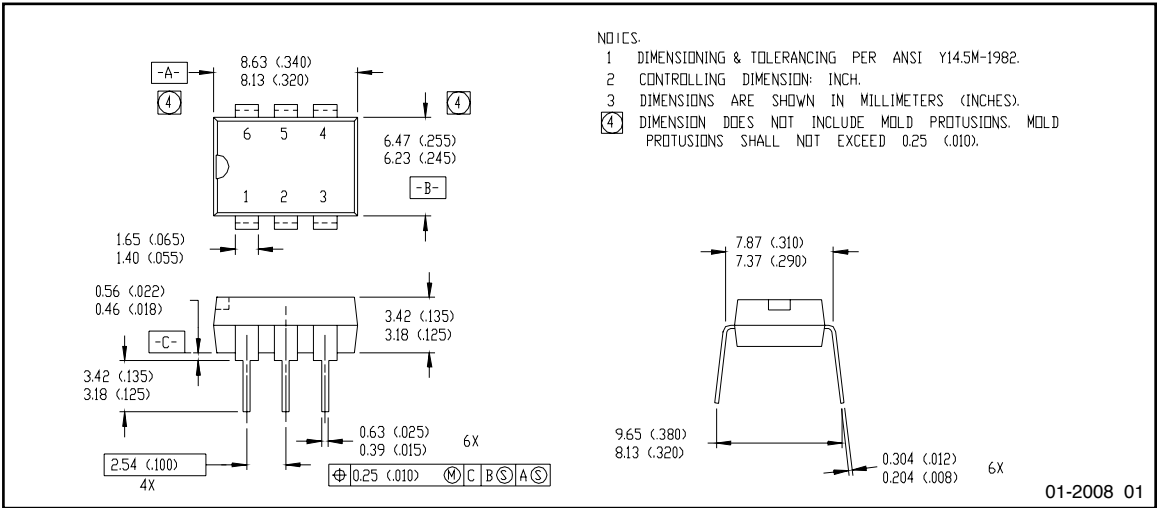 NOTES.
1 DIMENSIONING & TOLERANCING PER ANSI Y14.5M-1982.
2 CONTROLLING DIMENSION: INCH.
3 DIMENSIONS ARE SHOWN IN MILLIMETERS (INCHES).
4 DIMENSION DOES NOT INCLUDE MOLD PROTUSIONS. MOLD
PROTUSIONS SHALL NOT EXCEED 0.25 (.010).
-A-
8.63 (.340)
8.13 (.320)
4
4
6 5 4
1 2 3
6.47 (.255)
6.23 (.245)
-B-
1.65 (.065)
1.40 (.055)
0.56 (.022)
0.46 (.018)
-C-
3.42 (.135)
3.18 (.125)
3.42 (.135)
3.18 (.125)
0.63 (.025)
0.39 (.015)
6X
2.54 (.100)
4X
⌖ 0.25 (.010) Ⓜ C B Ⓢ A Ⓢ
7.87 (.310)
7.37 (.290)
9.65 (.380)
8.13 (.320)
0.304 (.012)
0.204 (.008)
6X
01-2008 01